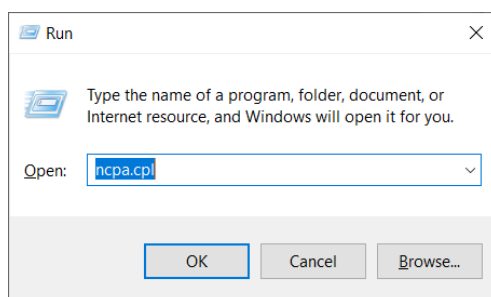 Run
Type the name of a program, folder, document, or
Internet resource, and Windows will open it for you.
Open: ncpa.cpl
OK Cancel Browse...